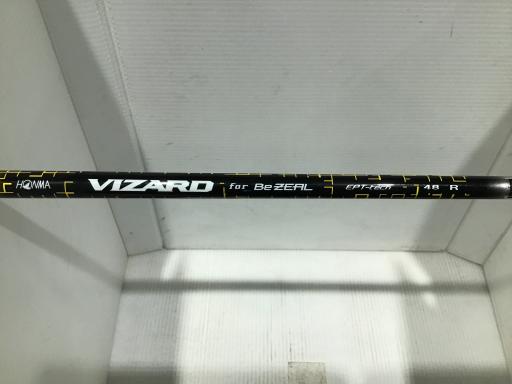 HONMA VIZARD for BeZEAL EPT-tech 48 R